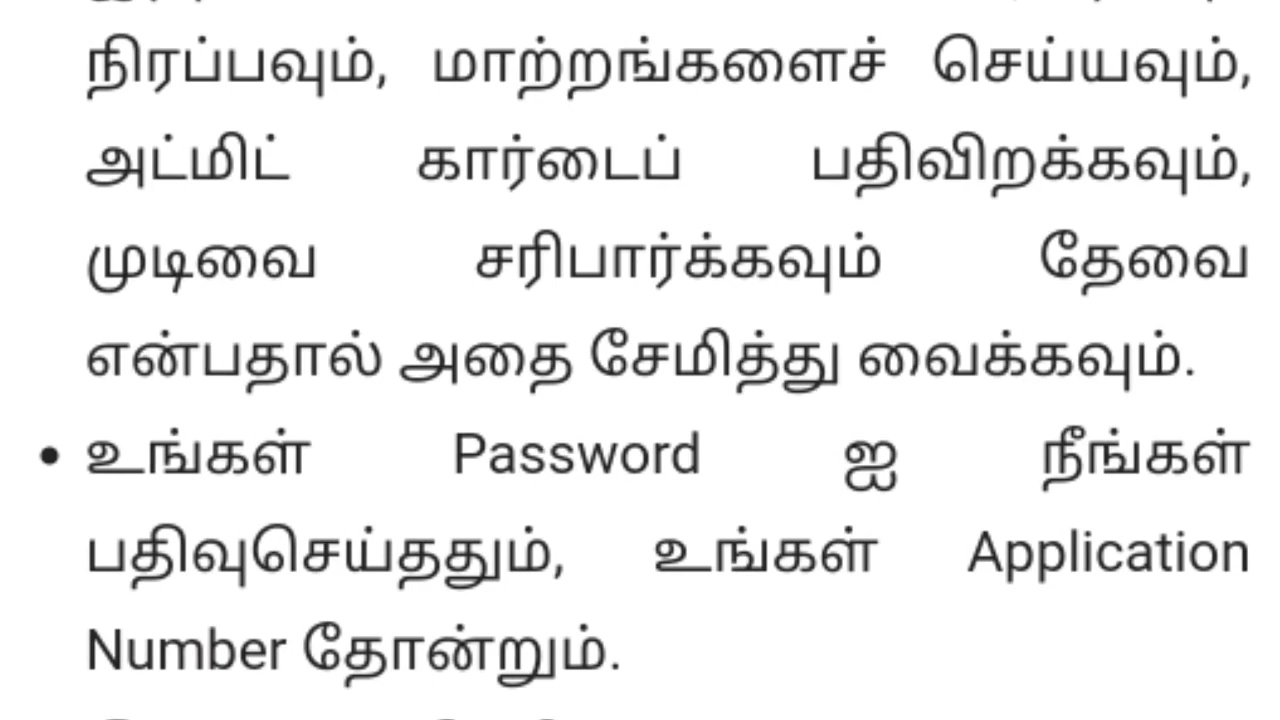 நிரப்பவும், மாற்றங்களைச் செய்யவும்,
அட்மிட் கார்டைப் பதிவிறக்கவும்,
முடிவை சரிபார்க்கவும் தேவை
என்பதால் அதை சேமித்து வைக்கவும்.
• உங்கள் Password ஐ நீங்கள்
பதிவுசெய்ததும், உங்கள் Application
Number தோன்றும்.